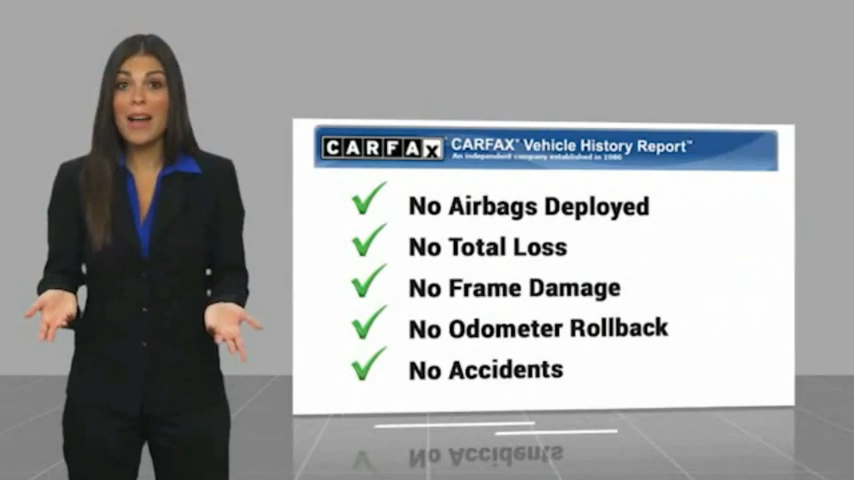 CARFAX CARFAX™ Vehicle History Report™
An independent company established in 1986
No Airbags Deployed
No Total Loss
No Frame Damage
No Odometer Rollback
No Accidents
No Accidents